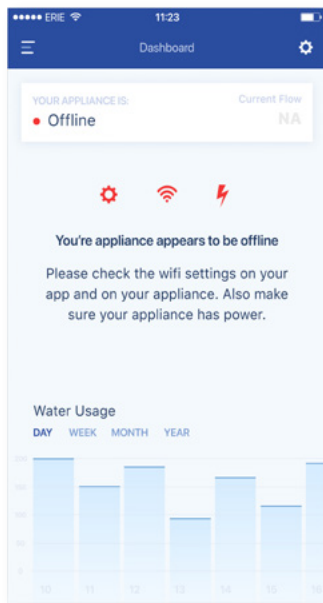 ERIE 11:23
Dashboard
YOUR APPLIANCE IS: Current Flow
Offline NA
You're appliance appears to be offline
Please check the wifi settings on your
app and on your appliance. Also make
sure your appliance has power.
Water Usage
DAY WEEK MONTH YEAR
0
10 11 12 13 14 15 16